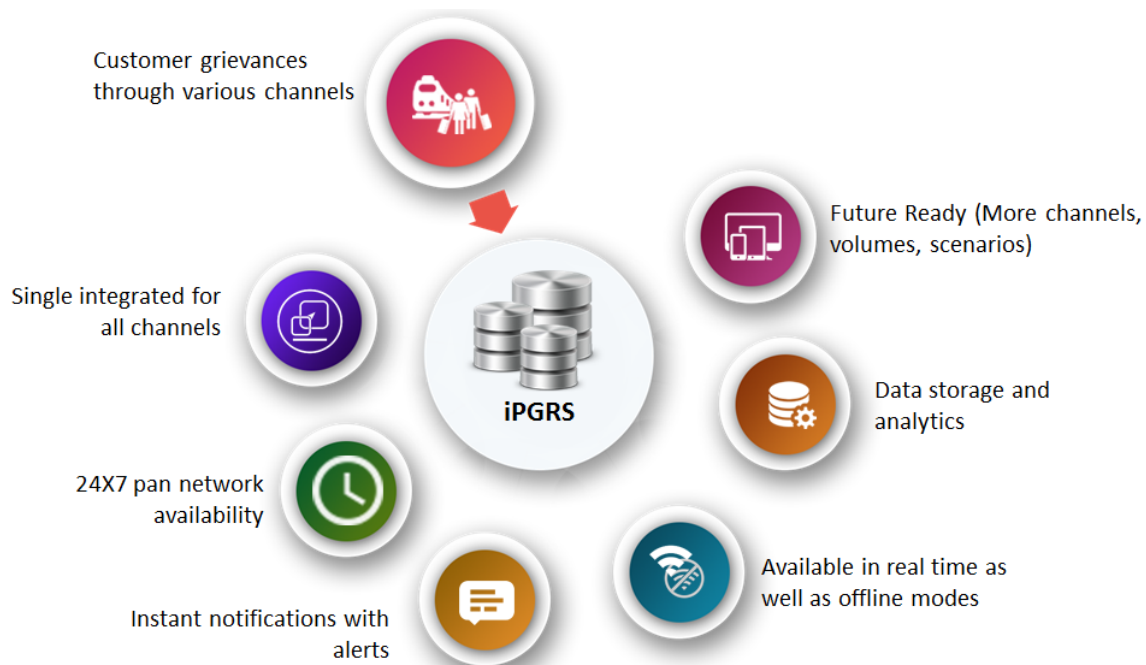 Customer grievances
through various channels
Future Ready (More channels,
volumes, scenarios)
Single integrated for
all channels
iPGRS
Data storage and
analytics
24X7 pan network
availability
Available in real time as
well as offline modes
Instant notifications with
alerts